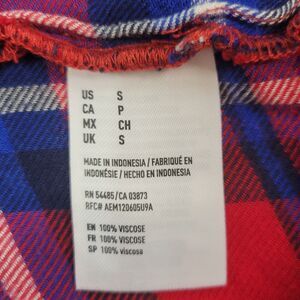 US S
CA P
MX CH
UK S
MADE IN INDONESIA / FABRIQUÉ EN
INDONÉSIE / HECHO EN INDONESIA
RN 54485/CA 03873
RFC# AEM120605U9A
EN 100% VISCOSE
FR 100% VISCOSE
SP 100% viscosa